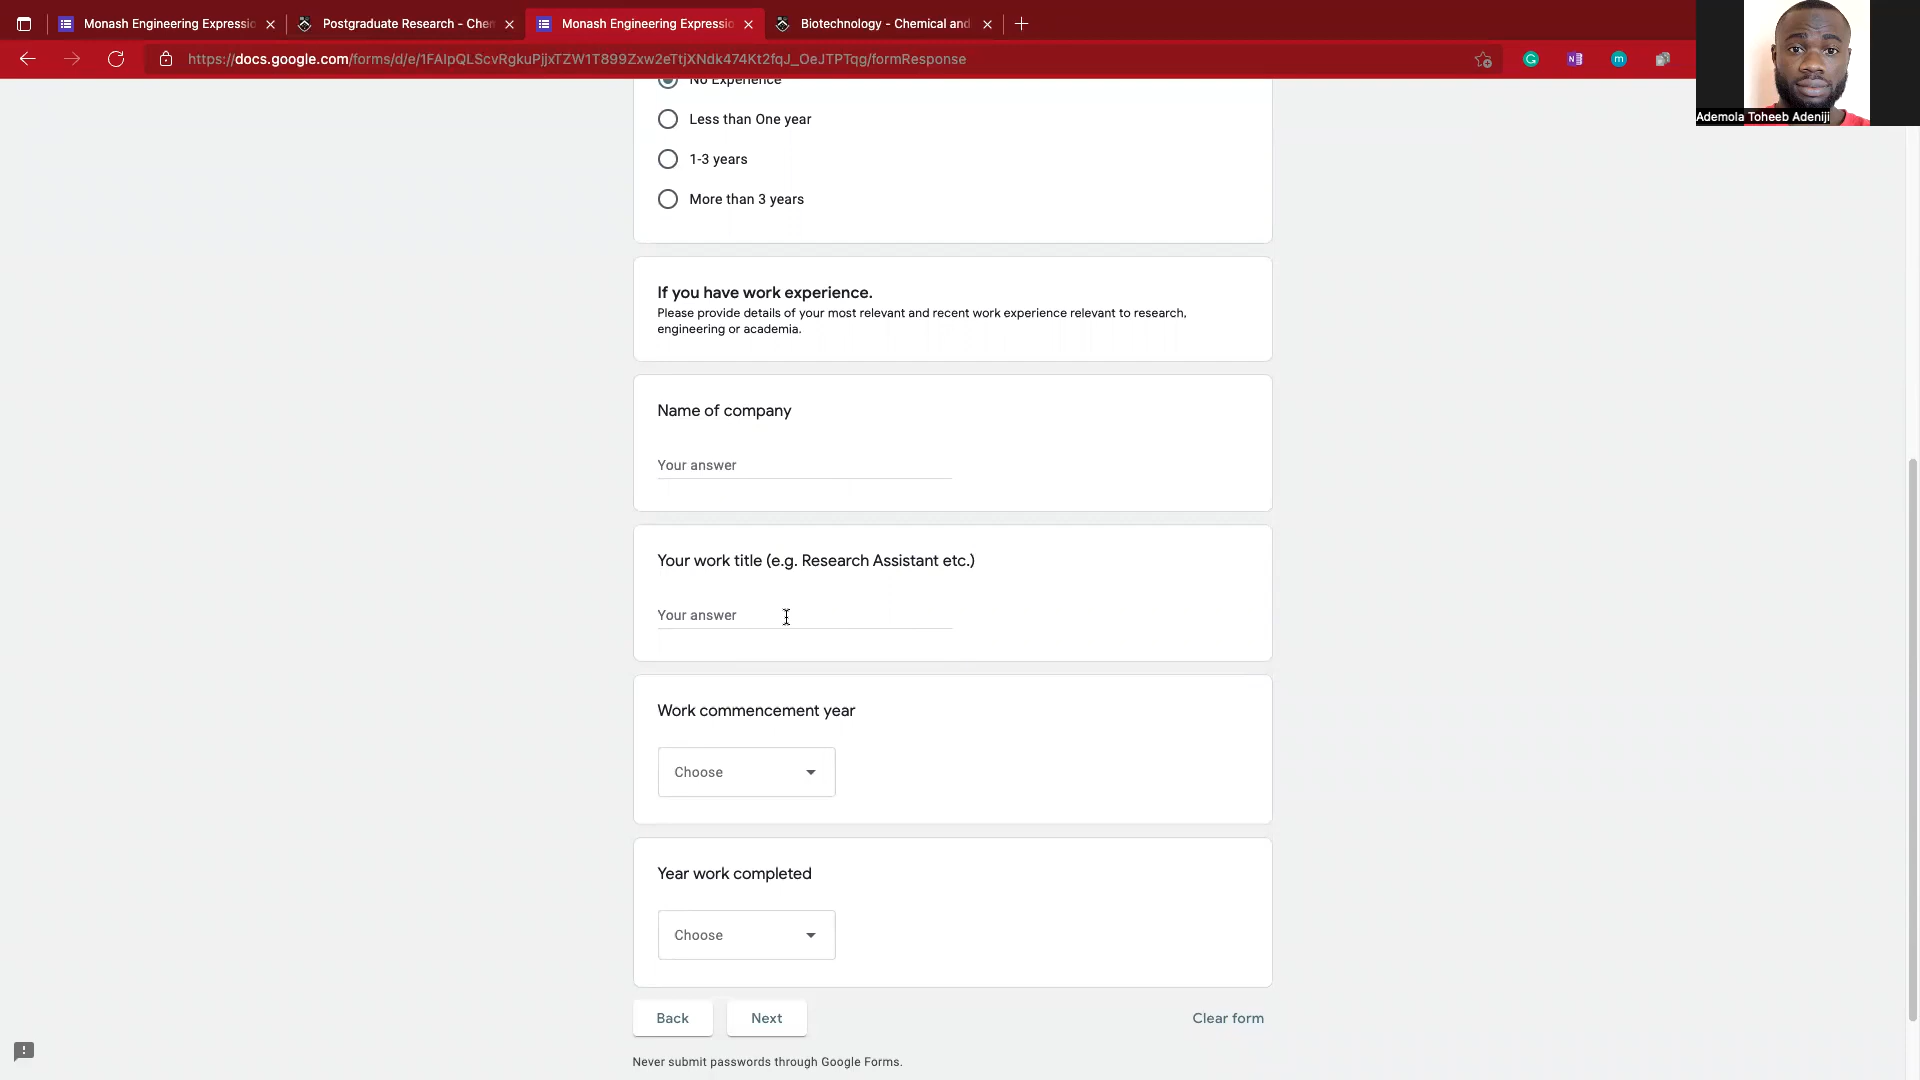 Monash Engineering Expressio
Postgraduate Research - Chem
Monash Engineering Expressio
Biotechnology - Chemical and
https://docs.google.com/forms/d/e/1FAIpQLScvRgkuPjjxTZW1T899Zxw2eTtjXNdk474Kt2fqJ_OeJTPTqg/formResponse
Ademola Toheeb Adeniji
No Experience
Less than One year
1-3 years
More than 3 years
If you have work experience.
Please provide details of your most relevant and recent work experience relevant to research,
engineering or academia.
Name of company
Your answer
Your work title (e.g. Research Assistant etc.)
Your answer
Work commencement year
Choose
Year work completed
Choose
Back
Next
Clear form
Never submit passwords through Google Forms.